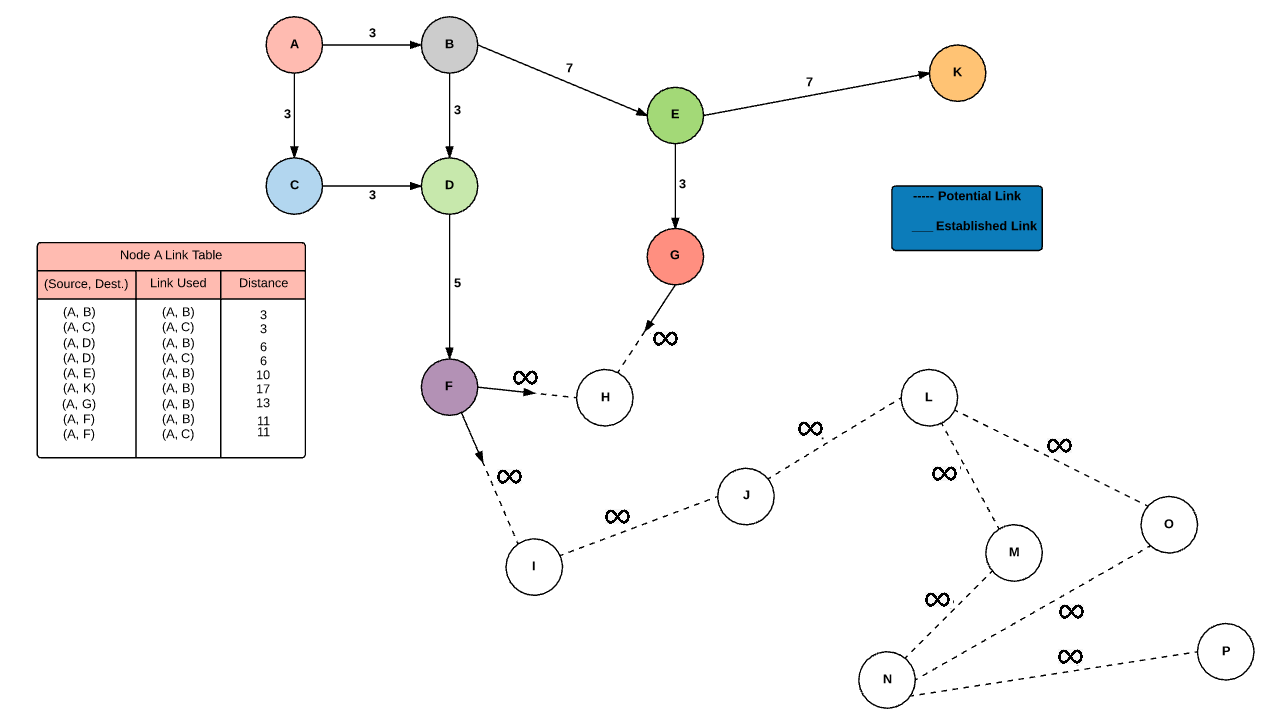 A
3
B
7
E
7
K
3
3
C
3
D
3
G
5
----- Potential Link
___ Established Link
Node A Link Table
(Source, Dest.) Link Used Distance
(A, B) (A, B) 3
(A, C) (A, C) 3
(A, D) (A, B) 6
(A, D) (A, C) 6
(A, E) (A, B) 10
(A, K) (A, B) 17
(A, G) (A, B) 13
(A, F) (A, B) 11
(A, F) (A, C) 11
∞
F
∞
H
L
∞
∞
∞
∞
J
∞
O
I
M
∞
∞
∞
P
N